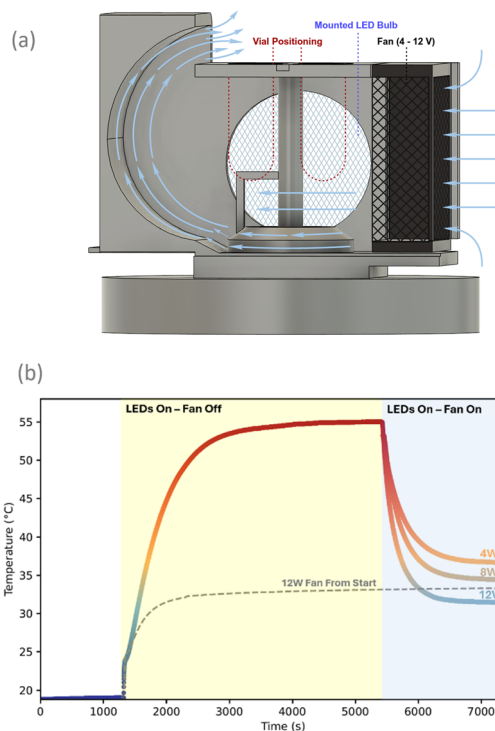 (a)
Mounted LED Bulb
Vial Positioning
Fan (4 - 12 V)
(b)
LEDs On – Fan Off
LEDs On – Fan On
55
50
45
40
35
30
25
20
Temperature (°C)
12W Fan From Start
4W
8W
12W
0
1000
2000
3000
4000
5000
6000
7000
Time (s)